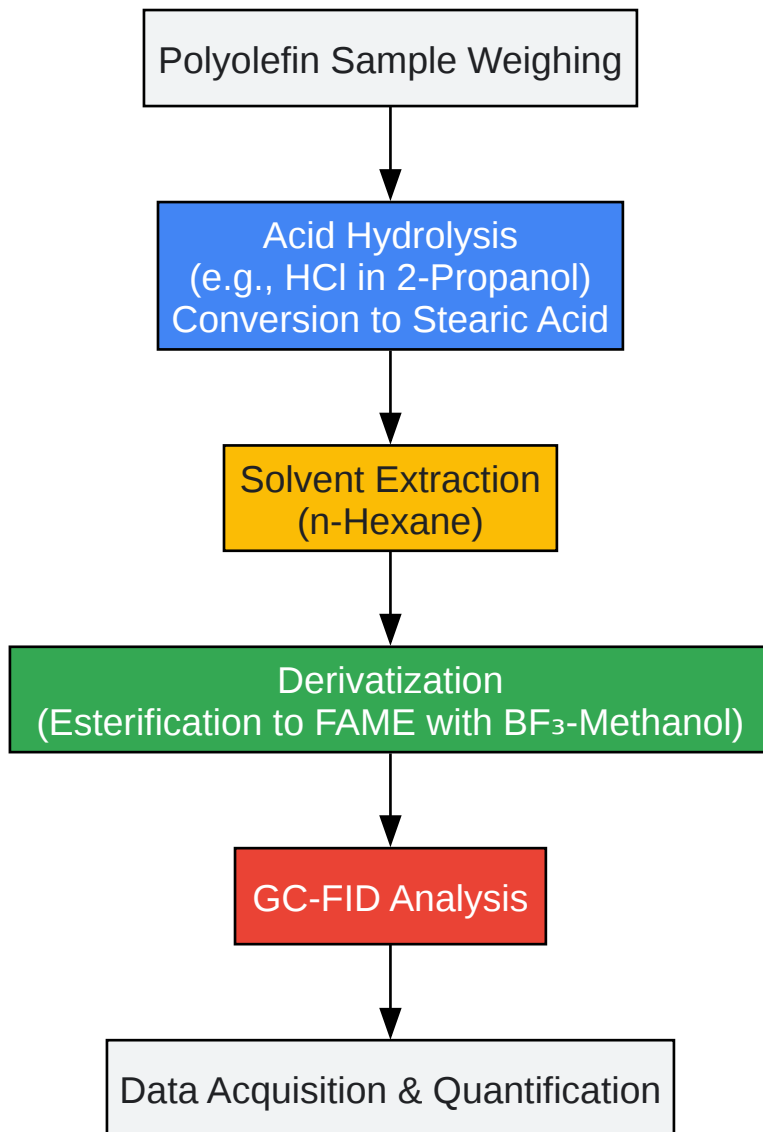 Polyolefin Sample Weighing
Acid Hydrolysis
(e.g., HCl in 2-Propanol)
Conversion to Stearic Acid
Solvent Extraction
(n-Hexane)
Derivatization
(Esterification to FAME with BF₃-Methanol)
GC-FID Analysis
Data Acquisition & Quantification